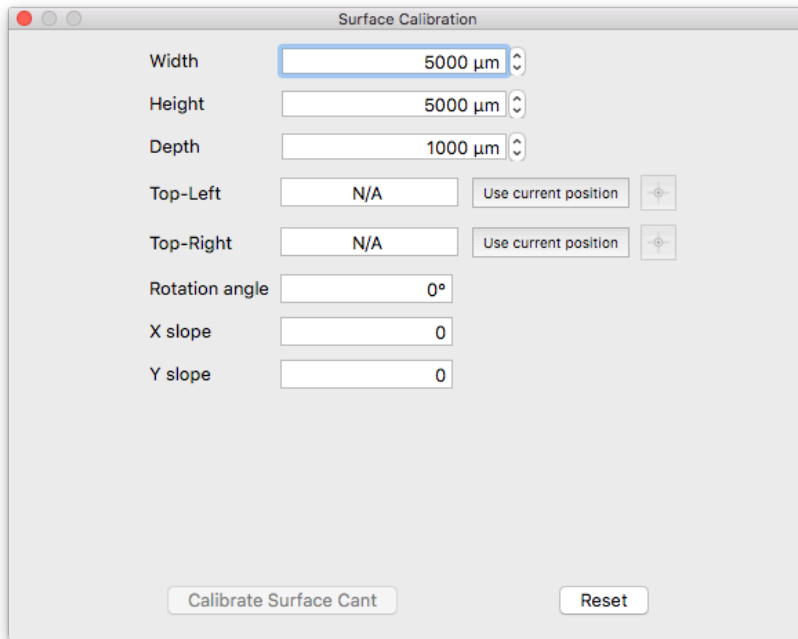 Surface Calibration
Width 5000 µm
Height 5000 µm
Depth 1000 µm
Top-Left N/A Use current position
Top-Right N/A Use current position
Rotation angle 0°
X slope 0
Y slope 0
Calibrate Surface Cant Reset